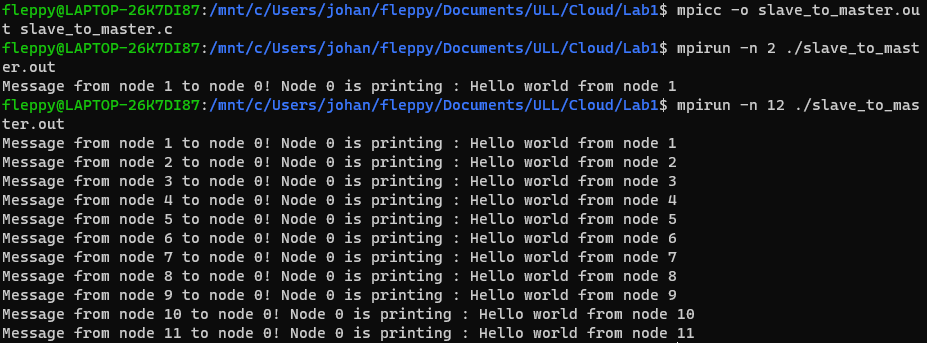 fleppy@LAPTOP-26K7DI87:/mnt/c/Users/johan/fleppy/Documents/ULL/Cloud/Lab1$ mpicc -o slave_to_master.ou
t slave_to_master.c
fleppy@LAPTOP-26K7DI87:/mnt/c/Users/johan/fleppy/Documents/ULL/Cloud/Lab1$ mpirun -n 2 ./slave_to_mast
er.out
Message from node 1 to node 0! Node 0 is printing : Hello world from node 1
fleppy@LAPTOP-26K7DI87:/mnt/c/Users/johan/fleppy/Documents/ULL/Cloud/Lab1$ mpirun -n 12 ./slave_to_mas
ter.out
Message from node 1 to node 0! Node 0 is printing : Hello world from node 1
Message from node 2 to node 0! Node 0 is printing : Hello world from node 2
Message from node 3 to node 0! Node 0 is printing : Hello world from node 3
Message from node 4 to node 0! Node 0 is printing : Hello world from node 4
Message from node 5 to node 0! Node 0 is printing : Hello world from node 5
Message from node 6 to node 0! Node 0 is printing : Hello world from node 6
Message from node 7 to node 0! Node 0 is printing : Hello world from node 7
Message from node 8 to node 0! Node 0 is printing : Hello world from node 8
Message from node 9 to node 0! Node 0 is printing : Hello world from node 9
Message from node 10 to node 0! Node 0 is printing : Hello world from node 10
Message from node 11 to node 0! Node 0 is printing : Hello world from node 11